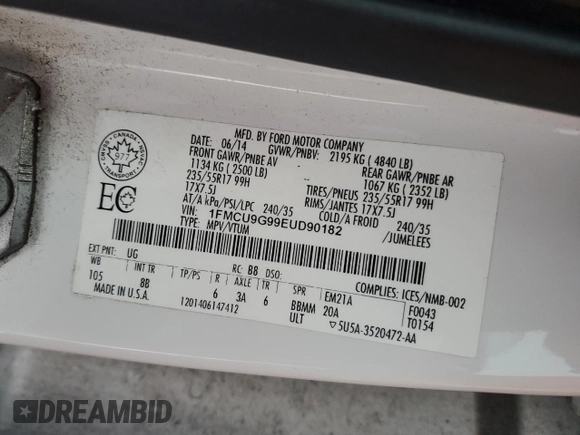 MFD. BY FORD MOTOR COMPANY
DATE: 06/14 GVWR/PNBV: 2195 KG ( 4840 LB)
FRONT GAWR/PNBE AV REAR GAWR/PNBE AR
1134 KG ( 2500 LB) 1067 KG ( 2352 LB)
235/55R17 99H TIRES/PNEUS 235/55R17 99H
17X7.5J RIMS/JANTES 17X7.5J
AT/A kPa/PSI/LPC 240/35 COLD/A FROID 240/35
VIN: 1FMCU9G99EUD90182 /JUMELEES
TYPE: MPV/VTUM
CANADA
977
TRANSPORT
EC
EXT PNT: UG RC: B8 DSO: COMPLIES: ICES/NMB-002
WB INT TR TP/PS R AXLE TR SPR EM21A F0043
105 8B 6 3A 6 BBMM 20A T0154
MADE IN U.S.A. 1201406147412 ULT 5U5A-3520472-AA
DREAMBID